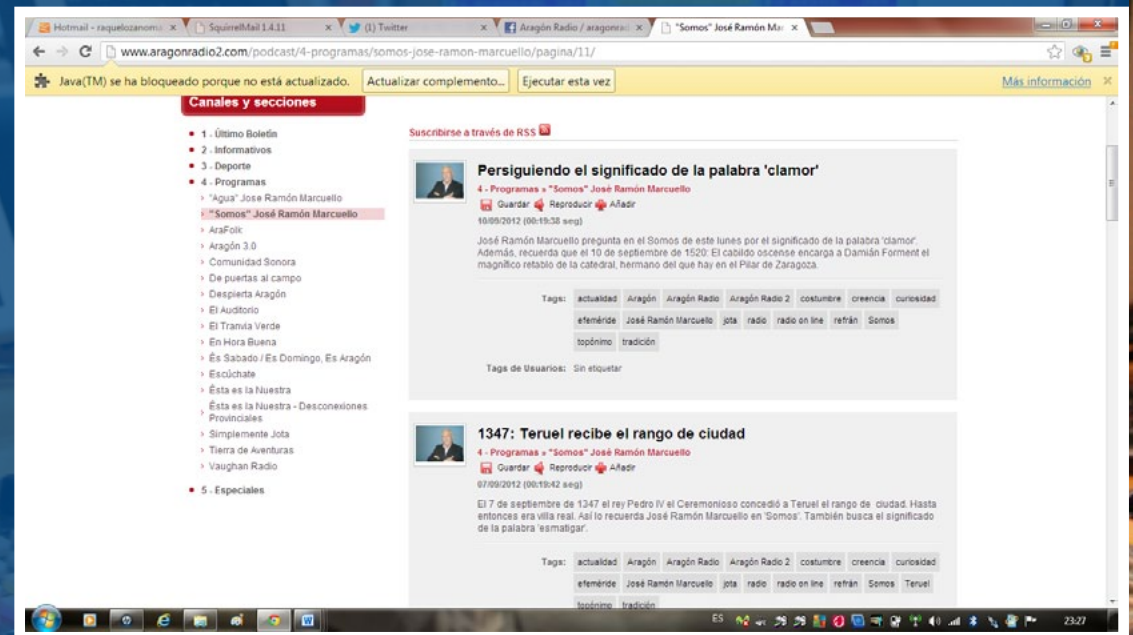 Hotmail - raquelozanoma
SquirrelMail 1.4.11
(1) Twitter
Aragón Radio / aragonrad
"Somos" José Ramón Mar
www.aragonradio2.com/podcast/4-programas/somos-jose-ramon-marcuello/pagina/11/
Java(TM) se ha bloqueado porque no está actualizado. Actualizar complemento... Ejecutar esta vez Más información
Canales y secciones
1 . Último Boletín
2 . Informativos
3 . Deporte
4 . Programas
"Agua" Jose Ramón Marcuello
"Somos" José Ramón Marcuello
AraFolk
Aragón 3.0
Comunidad Sonora
De puertas al campo
Despierta Aragón
El Auditorio
El Tranvia Verde
En Hora Buena
És Sabado / Es Domingo, Es Aragón
Escúchate
Ésta es la Nuestra
Ésta es la Nuestra - Desconexiones
Provinciales
Simplemente Jota
Tierra de Aventuras
Vaughan Radio
5 . Especiales
Suscribirse a través de RSS
Persiguiendo el significado de la palabra 'clamor'
4 - Programas » "Somos" José Ramón Marcuello
Guardar Reproducir Añadir
10/09/2012 (00:19:38 seg)
José Ramón Marcuello pregunta en el Somos de este lunes por el significado de la palabra 'clamor'.
Además, recuerda que el 10 de septiembre de 1520: El cabildo oscense encarga a Damián Forment el
magnífico retablo de la catedral, hermano del que hay en el Pilar de Zaragoza.
Tags: actualidad Aragón Aragón Radio Aragón Radio 2 costumbre creencia curiosidad
efeméride José Ramón Marcuello jota radio radio on line refrán Somos
topónimo tradición
Tags de Usuarios: Sin etiquetar
1347: Teruel recibe el rango de ciudad
4 - Programas » "Somos" José Ramón Marcuello
Guardar Reproducir Añadir
07/09/2012 (00:19:42 seg)
El 7 de septiembre de 1347 el rey Pedro IV el Ceremonioso concedió a Teruel el rango de ciudad. Hasta
entonces era villa real. Así lo recuerda José Ramón Marcuello en 'Somos'. También busca el significado
de la palabra 'esmatigar'.
Tags: actualidad Aragón Aragón Radio Aragón Radio 2 costumbre creencia curiosidad
efeméride José Ramón Marcuello jota radio radio on line refrán Somos Teruel
topónimo tradición
ES 23:27